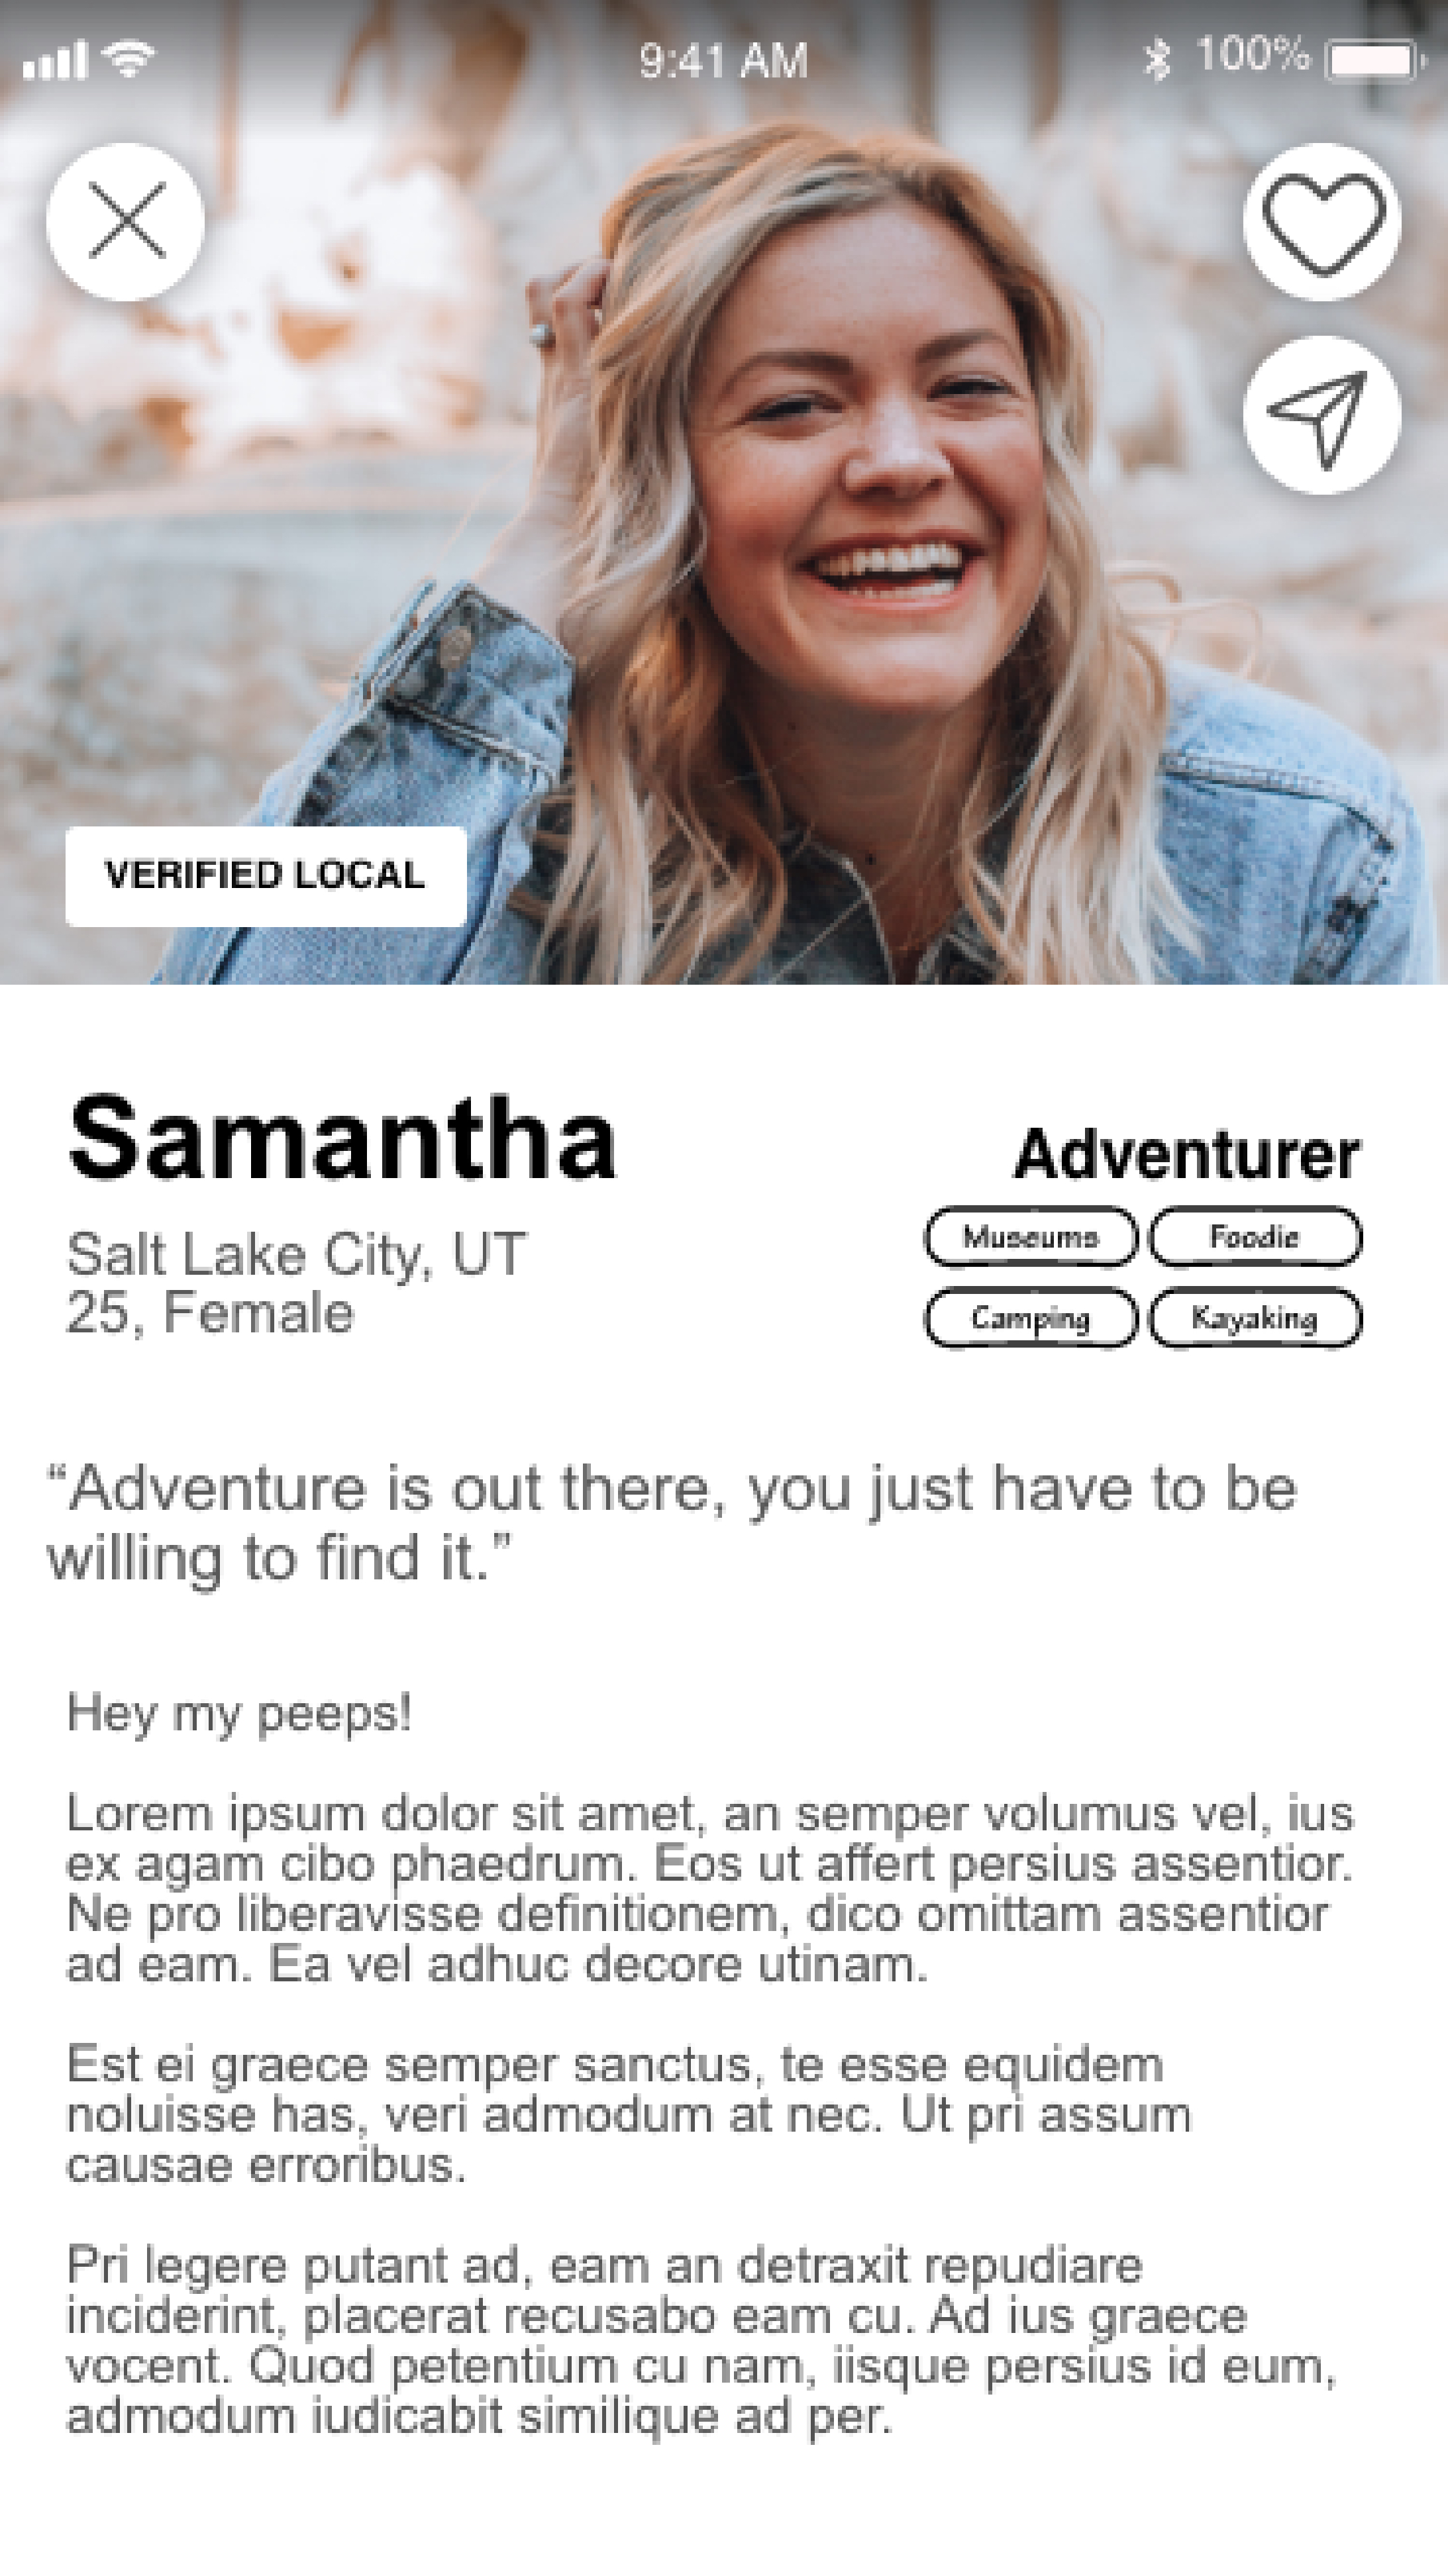 9:41 AM
100%
VERIFIED LOCAL
Samantha
Adventurer
Salt Lake City, UT
25, Female
Museums
Foodie
Camping
Kayaking
“Adventure is out there, you just have to be
willing to find it.”
Hey my peeps!
Lorem ipsum dolor sit amet, an semper volumus vel, ius
ex agam cibo phaedrum. Eos ut affert persius assentior.
Ne pro liberavisse definitionem, dico omittam assentior
ad eam. Ea vel adhuc decore utinam.
Est ei graece semper sanctus, te esse equidem
noluisse has, veri admodum at nec. Ut pri assum
causae erroribus.
Pri legere putant ad, eam an detraxit repudiare
inciderint, placerat recusabo eam cu. Ad ius graece
vocent. Quod petentium cu nam, iisque persius id eum,
admodum iudicabit similique ad per.